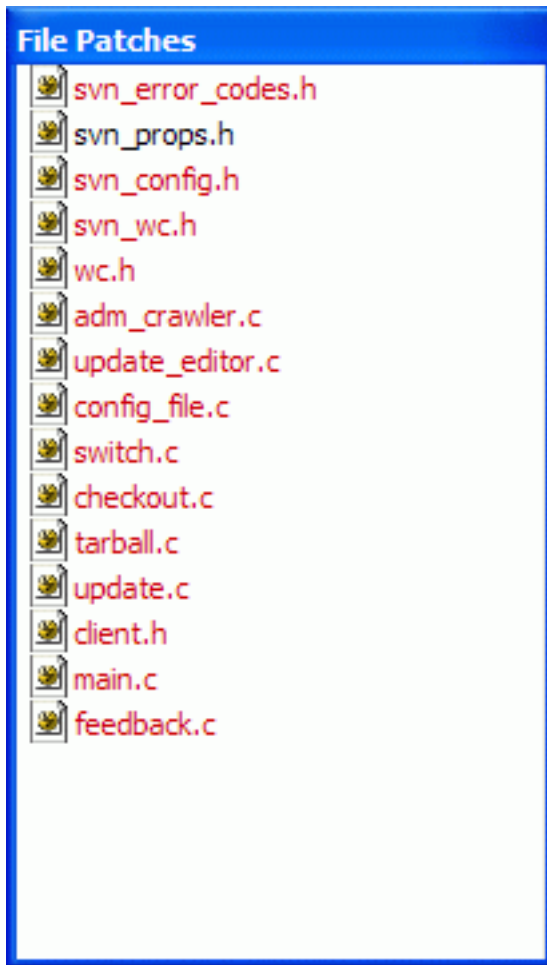 File Patches
svn_error_codes.h
svn_props.h
svn_config.h
svn_wc.h
wc.h
adm_crawler.c
update_editor.c
config_file.c
switch.c
checkout.c
tarball.c
update.c
client.h
main.c
feedback.c